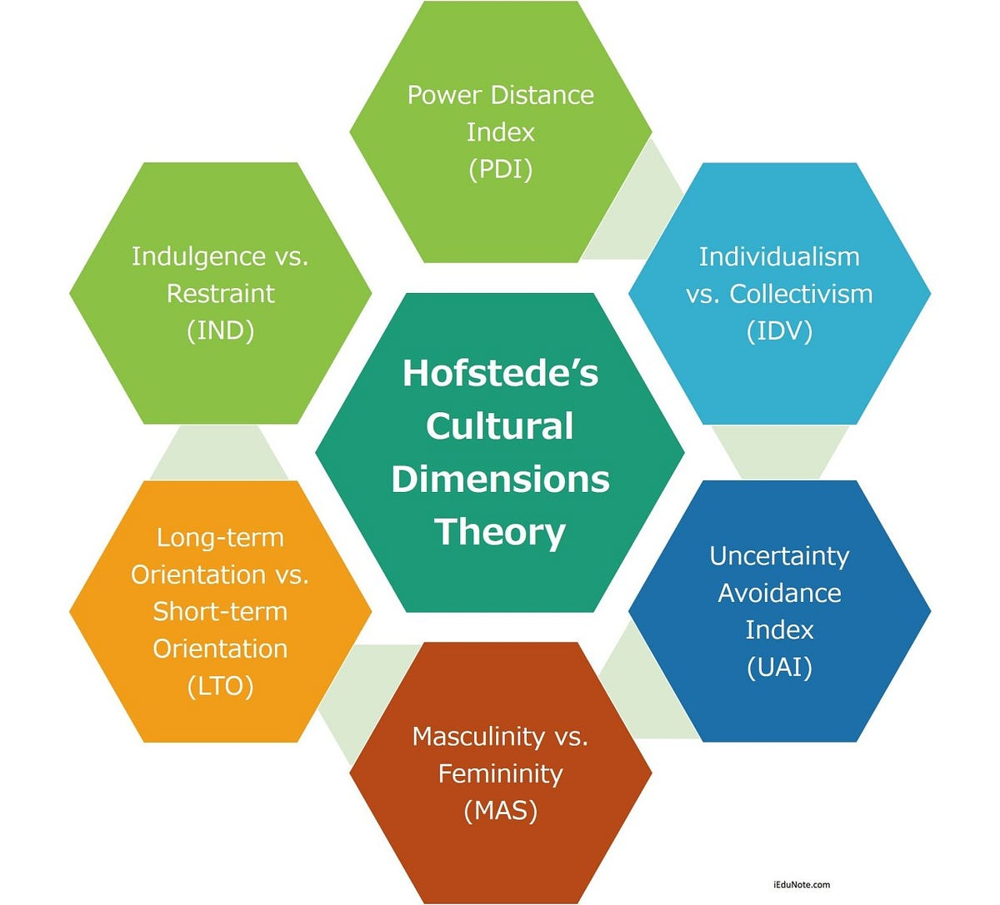 Power Distance
Index
(PDI)
Individualism
vs. Collectivism
(IDV)
Uncertainty
Avoidance
Index
(UAI)
Masculinity vs.
Femininity
(MAS)
Long-term
Orientation vs.
Short-term
Orientation
(LTO)
Indulgence vs.
Restraint
(IND)
Hofstede’s
Cultural
Dimensions
Theory
iEduNote.com